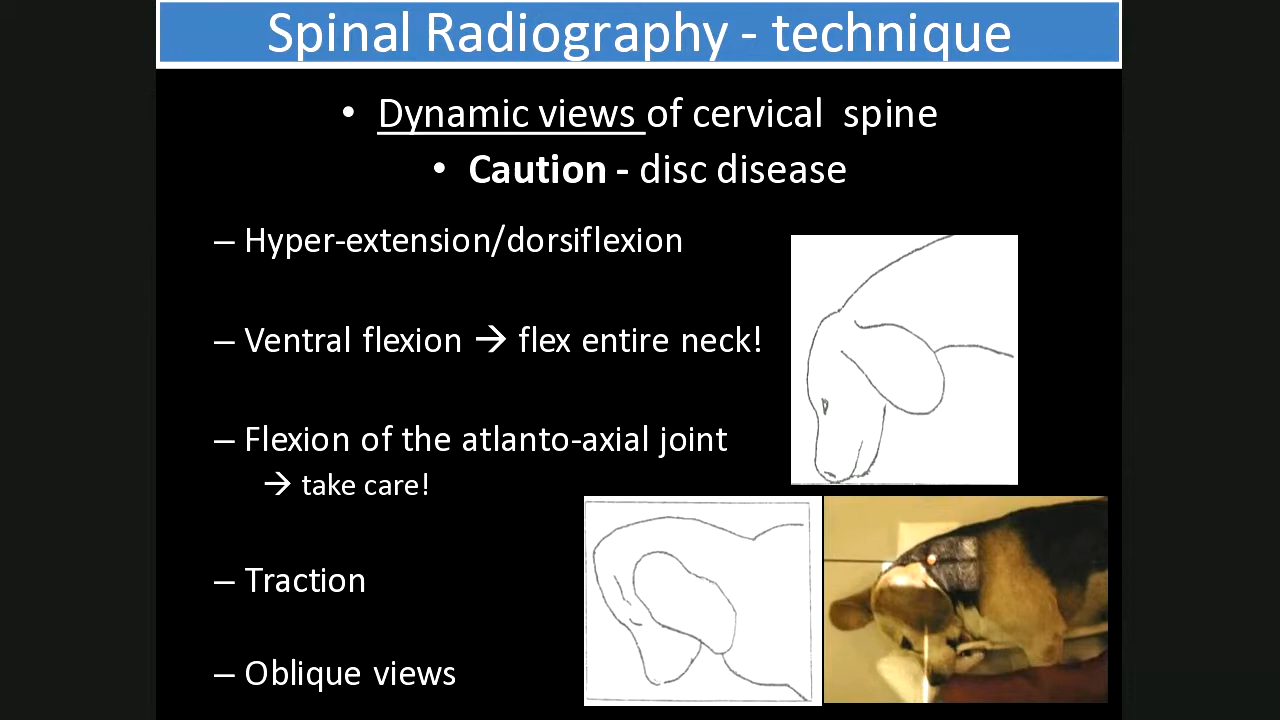 Spinal Radiography - technique
• Dynamic views of cervical spine
• Caution - disc disease
– Hyper-extension/dorsiflexion
– Ventral flexion → flex entire neck!
– Flexion of the atlanto-axial joint
→ take care!
– Traction
– Oblique views